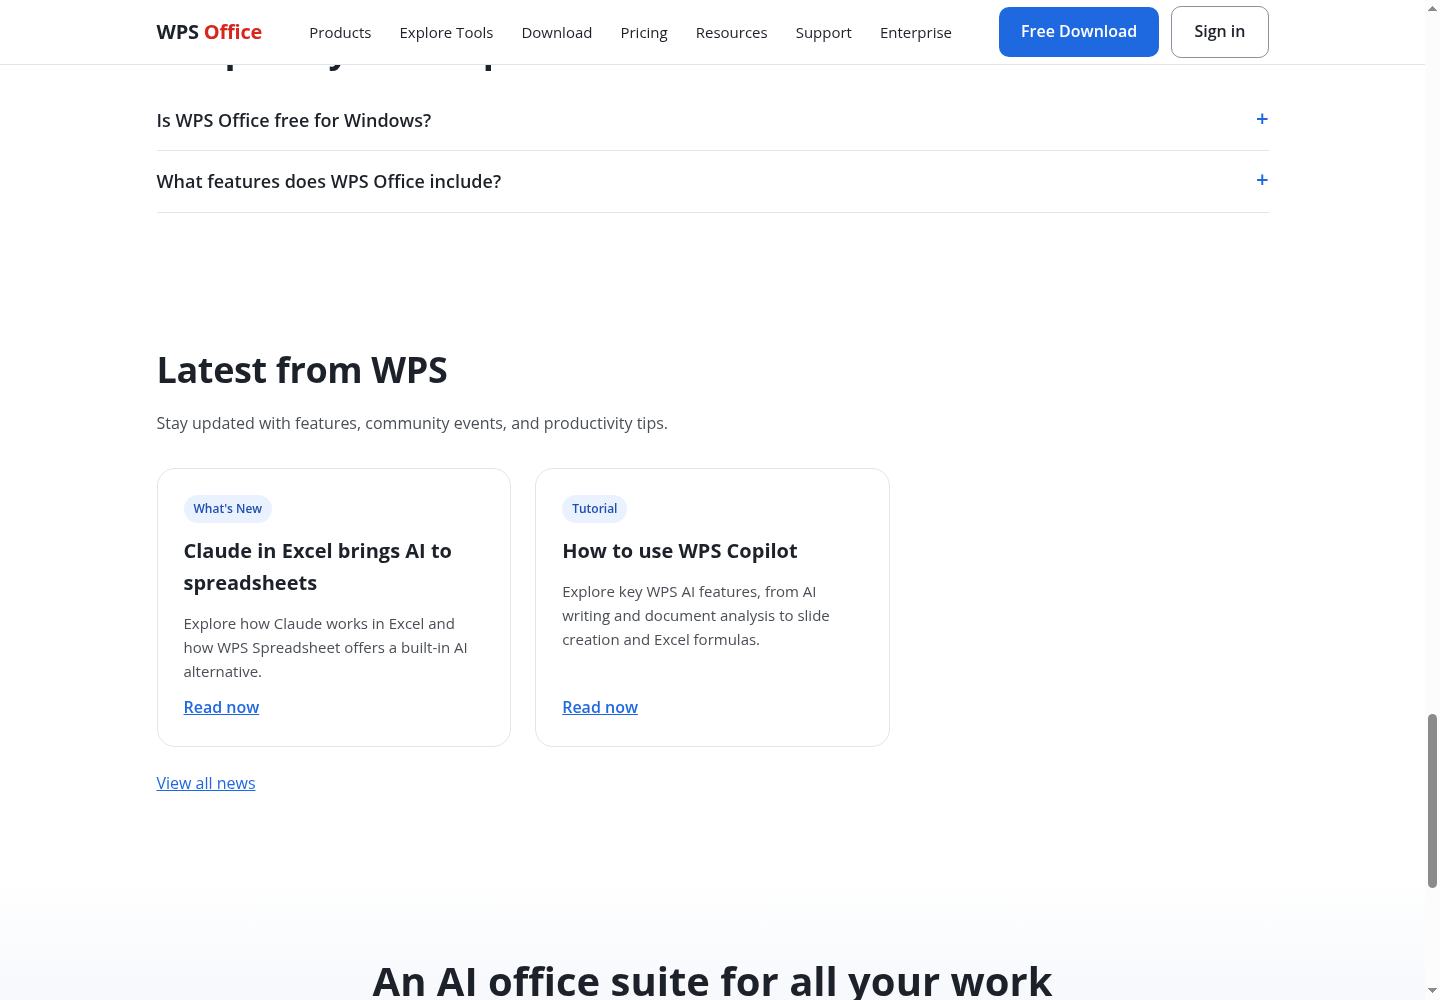 WPS Office
Products
Explore Tools
Download
Pricing
Resources
Support
Enterprise
Free Download
Sign in
Is WPS Office free for Windows?
+
What features does WPS Office include?
+
Latest from WPS
Stay updated with features, community events, and productivity tips.
What's New
Claude in Excel brings AI to
spreadsheets
Explore how Claude works in Excel and
how WPS Spreadsheet offers a built-in AI
alternative.
Read now
Tutorial
How to use WPS Copilot
Explore key WPS AI features, from AI
writing and document analysis to slide
creation and Excel formulas.
Read now
View all news
An AI office suite for all your work